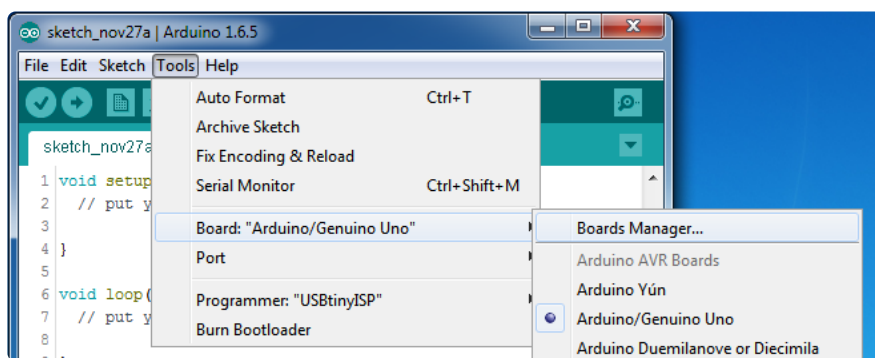 sketch_nov27a | Arduino 1.6.5
File Edit Sketch Tools Help
Auto Format Ctrl+T
Archive Sketch
sketch_nov27a
Fix Encoding & Reload
1 void setup
Serial Monitor Ctrl+Shift+M
2 // put y
3
Board: "Arduino/Genuino Uno"
Boards Manager...
4 }
Port
Arduino AVR Boards
5
Arduino Yún
6 void loop(
Programmer: "USBtinyISP"
7 // put y
Arduino/Genuino Uno
Burn Bootloader
8
Arduino Duemilanove or Diecimila